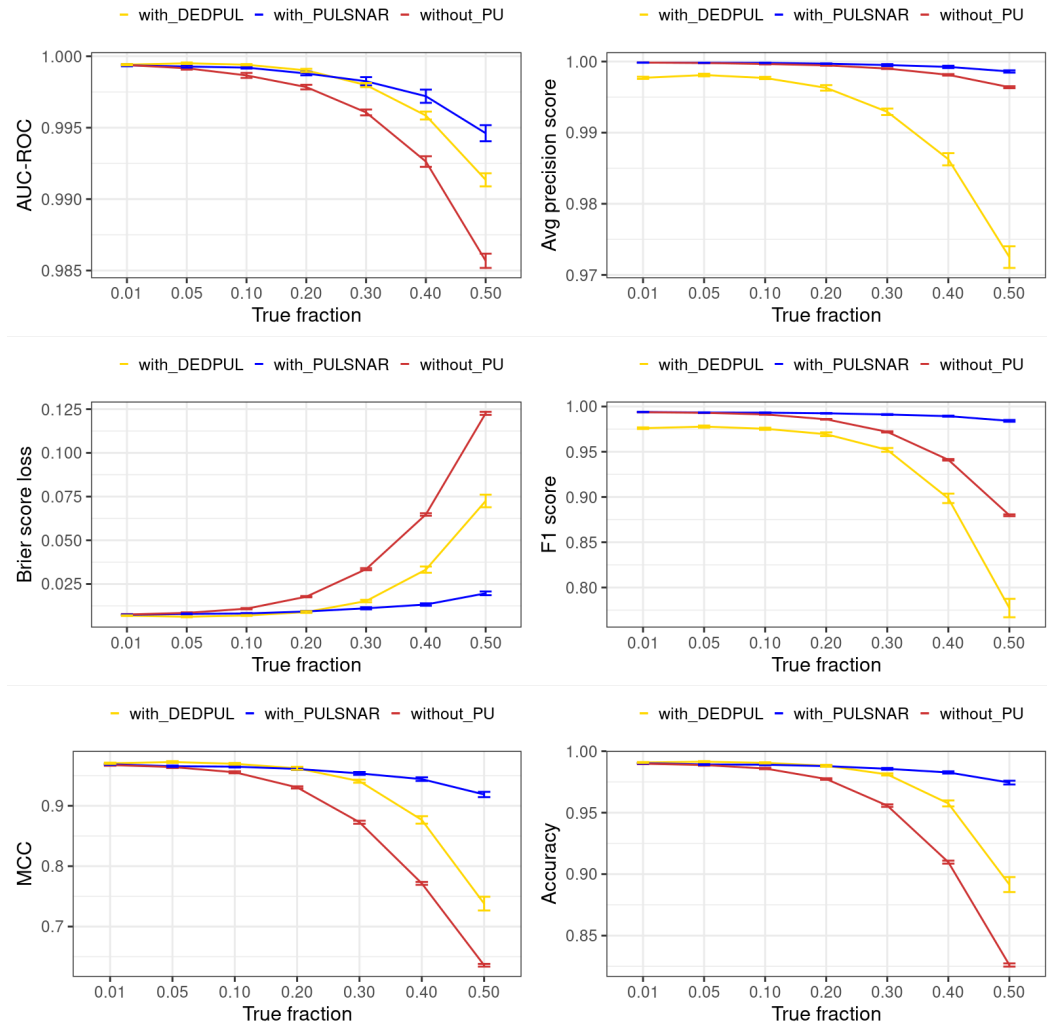 with_DEDPUL with_PULSNAR without_PU
AUC-ROC
1.000
0.995
0.990
0.985
0.01 0.05 0.10 0.20 0.30 0.40 0.50
True fraction
with_DEDPUL with_PULSNAR without_PU
Avg precision score
1.00
0.99
0.98
0.97
0.01 0.05 0.10 0.20 0.30 0.40 0.50
True fraction
with_DEDPUL with_PULSNAR without_PU
Brier score loss
0.125
0.100
0.075
0.050
0.025
0.01 0.05 0.10 0.20 0.30 0.40 0.50
True fraction
with_DEDPUL with_PULSNAR without_PU
F1 score
1.00
0.95
0.90
0.85
0.80
0.01 0.05 0.10 0.20 0.30 0.40 0.50
True fraction
with_DEDPUL with_PULSNAR without_PU
MCC
0.9
0.8
0.7
0.01 0.05 0.10 0.20 0.30 0.40 0.50
True fraction
with_DEDPUL with_PULSNAR without_PU
Accuracy
1.00
0.95
0.90
0.85
0.01 0.05 0.10 0.20 0.30 0.40 0.50
True fraction